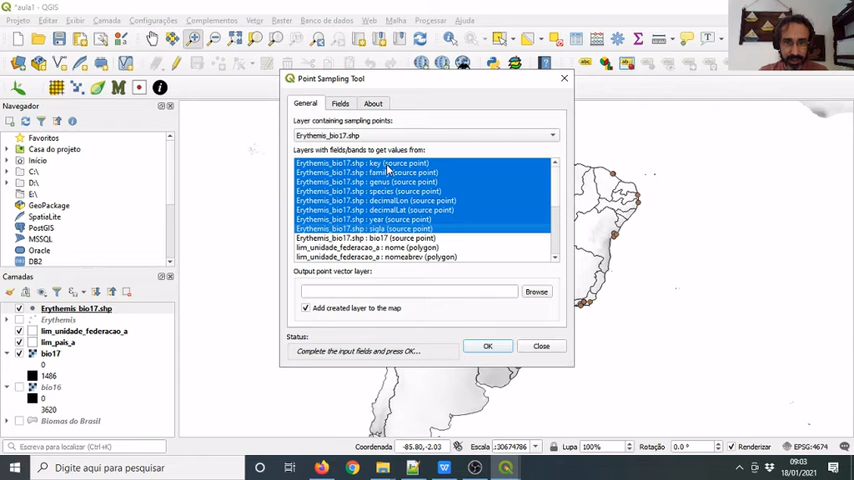 *aula1 — QGIS
Projeto Editar Exibir Camada Configurações Complementos Vetor Raster Banco de dados Web Malha Processar Ajuda
Navegador
Favoritos
Casa do projeto
Início
C:\
D:\
E:\
GeoPackage
SpatiaLite
PostGIS
MSSQL
Oracle
DB2
Camadas
Erythemis_bio17.shp
Erythemis
lim_unidade_federacao_a
lim_pais_a
bio17
0
1486
bio16
0
3620
Biomas do Brasil
Point Sampling Tool
General Fields About
Layer containing sampling points:
Erythemis_bio17.shp
Layers with fields/bands to get values from:
Erythemis_bio17.shp : key (source point)
Erythemis_bio17.shp : family (source point)
Erythemis_bio17.shp : genus (source point)
Erythemis_bio17.shp : species (source point)
Erythemis_bio17.shp : decimalLon (source point)
Erythemis_bio17.shp : decimalLat (source point)
Erythemis_bio17.shp : year (source point)
Erythemis_bio17.shp : sigla (source point)
Erythemis_bio17.shp : bio17 (source point)
lim_unidade_federacao_a : nome (polygon)
lim_unidade_federacao_a : nomeabrev (polygon)
Output point vector layer:
Browse
Add created layer to the map
Status:
Complete the input fields and press OK...
OK Close
Escreva para localizar (Ctrl+K)
Coordenada -85.80,-2.03 Escala :30674786 Lupa 100% Rotação 0.0 ° Renderizar EPSG:4674
Digite aqui para pesquisar
09:03
18/01/2021